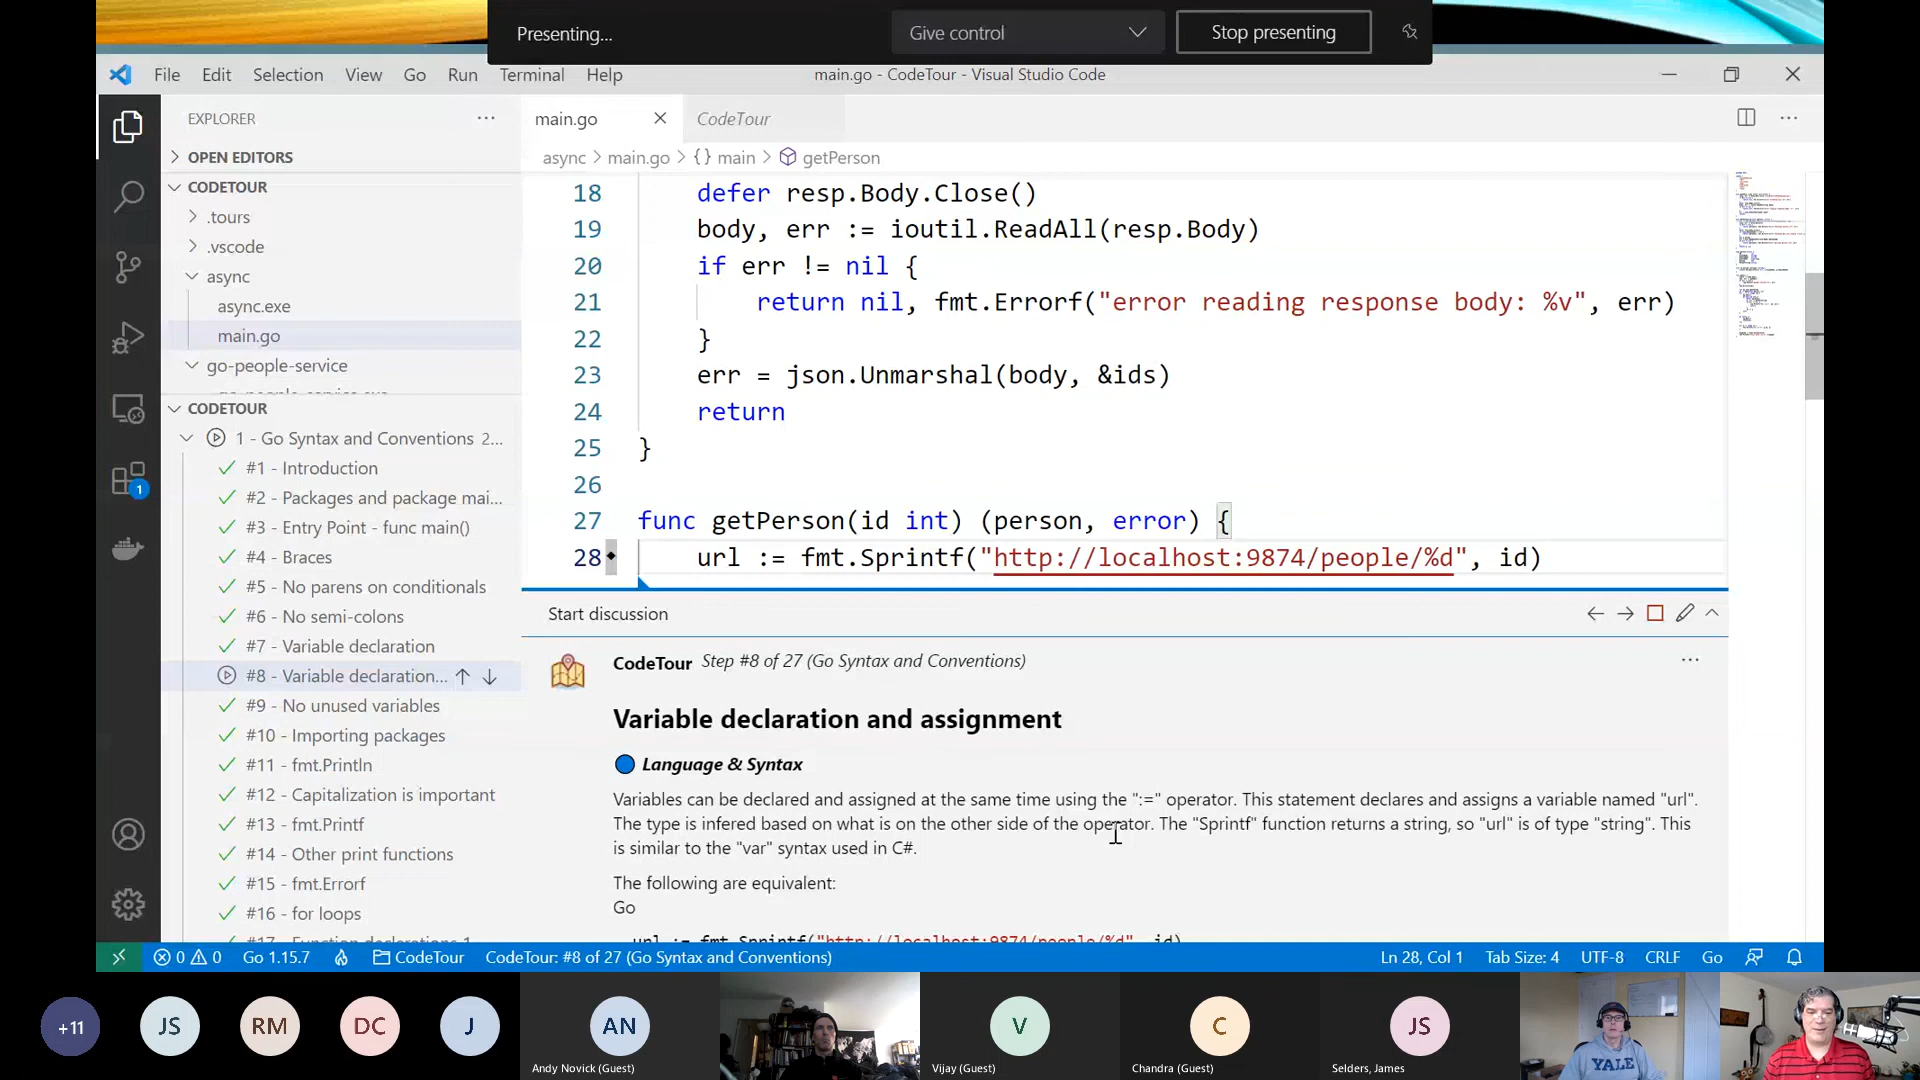 Presenting...
Give control
Stop presenting
File Edit Selection View Go Run Terminal Help
main.go - CodeTour - Visual Studio Code
EXPLORER
OPEN EDITORS
CODETOUR
.tours
.vscode
async
async.exe
main.go
go-people-service
CODETOUR
1 - Go Syntax and Conventions 2...
#1 - Introduction
#2 - Packages and package mai...
#3 - Entry Point - func main()
#4 - Braces
#5 - No parens on conditionals
#6 - No semi-colons
#7 - Variable declaration
#8 - Variable declaration...
#9 - No unused variables
#10 - Importing packages
#11 - fmt.Println
#12 - Capitalization is important
#13 - fmt.Printf
#14 - Other print functions
#15 - fmt.Errorf
#16 - for loops
#17 - Function declarations 1
1
main.go CodeTour
async > main.go > {} main > getPerson
18 defer resp.Body.Close()
19 body, err := ioutil.ReadAll(resp.Body)
20 if err != nil {
21 return nil, fmt.Errorf("error reading response body: %v", err)
22 }
23 err = json.Unmarshal(body, &ids)
24 return
25 }
26
27 func getPerson(id int) (person, error) {
28 url := fmt.Sprintf("http://localhost:9874/people/%d", id)
Start discussion
CodeTour Step #8 of 27 (Go Syntax and Conventions)
Variable declaration and assignment
Language & Syntax
Variables can be declared and assigned at the same time using the ":=" operator. This statement declares and assigns a variable named "url".
The type is infered based on what is on the other side of the operator. The "Sprintf" function returns a string, so "url" is of type "string". This
is similar to the "var" syntax used in C#.
The following are equivalent:
Go
url := fmt.Sprintf("http://localhost:9874/people/%d", id)
0 0 Go 1.15.7 CodeTour CodeTour: #8 of 27 (Go Syntax and Conventions) Ln 28, Col 1 Tab Size: 4 UTF-8 CRLF Go
+11 JS RM DC J AN V C JS
YALE
Andy Novick (Guest) Vijay (Guest) Chandra (Guest) Selders, James